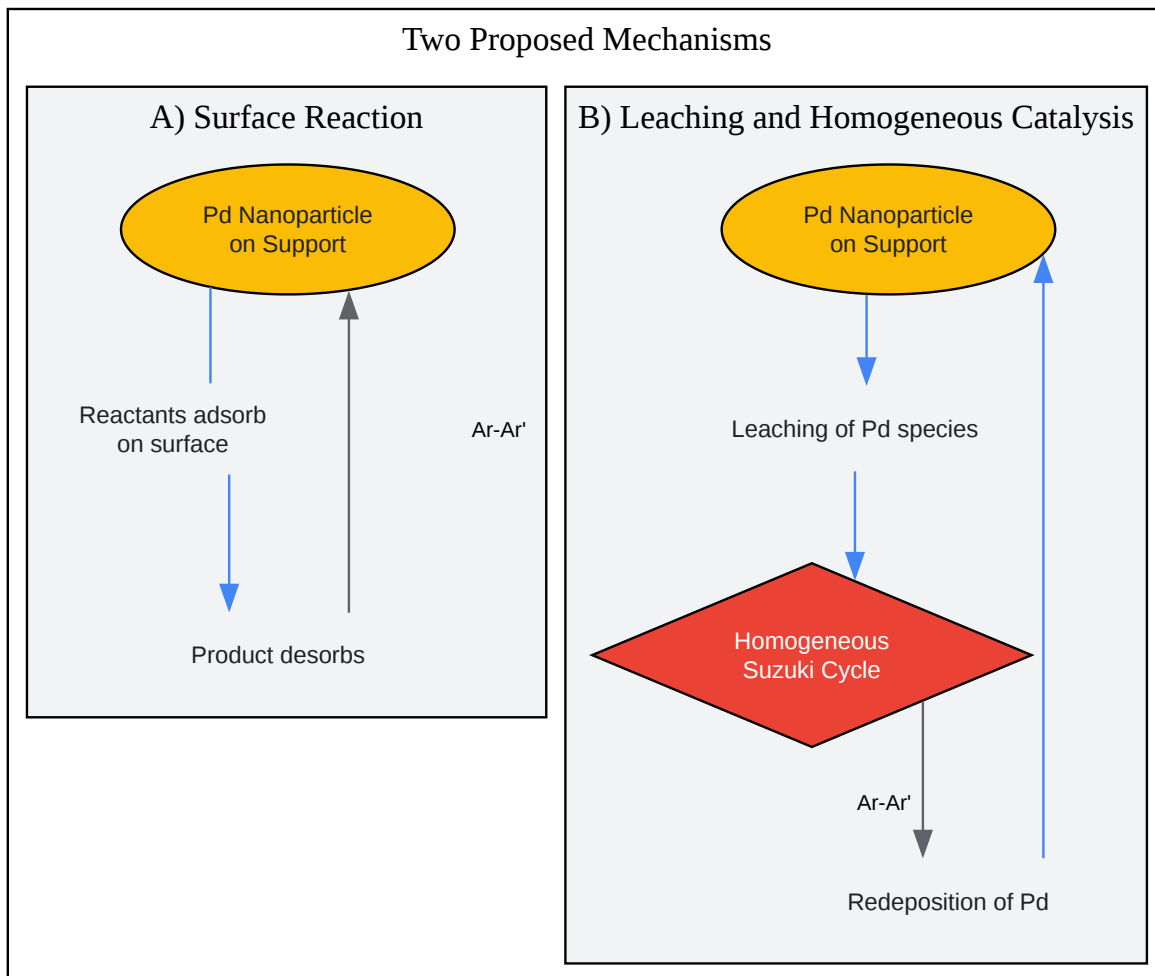 Two Proposed Mechanisms
A) Surface Reaction
Pd Nanoparticle
on Support
Reactants adsorb
on surface
Ar-Ar'
Product desorbs
B) Leaching and Homogeneous Catalysis
Pd Nanoparticle
on Support
Leaching of Pd species
Homogeneous
Suzuki Cycle
Ar-Ar'
Redeposition of Pd